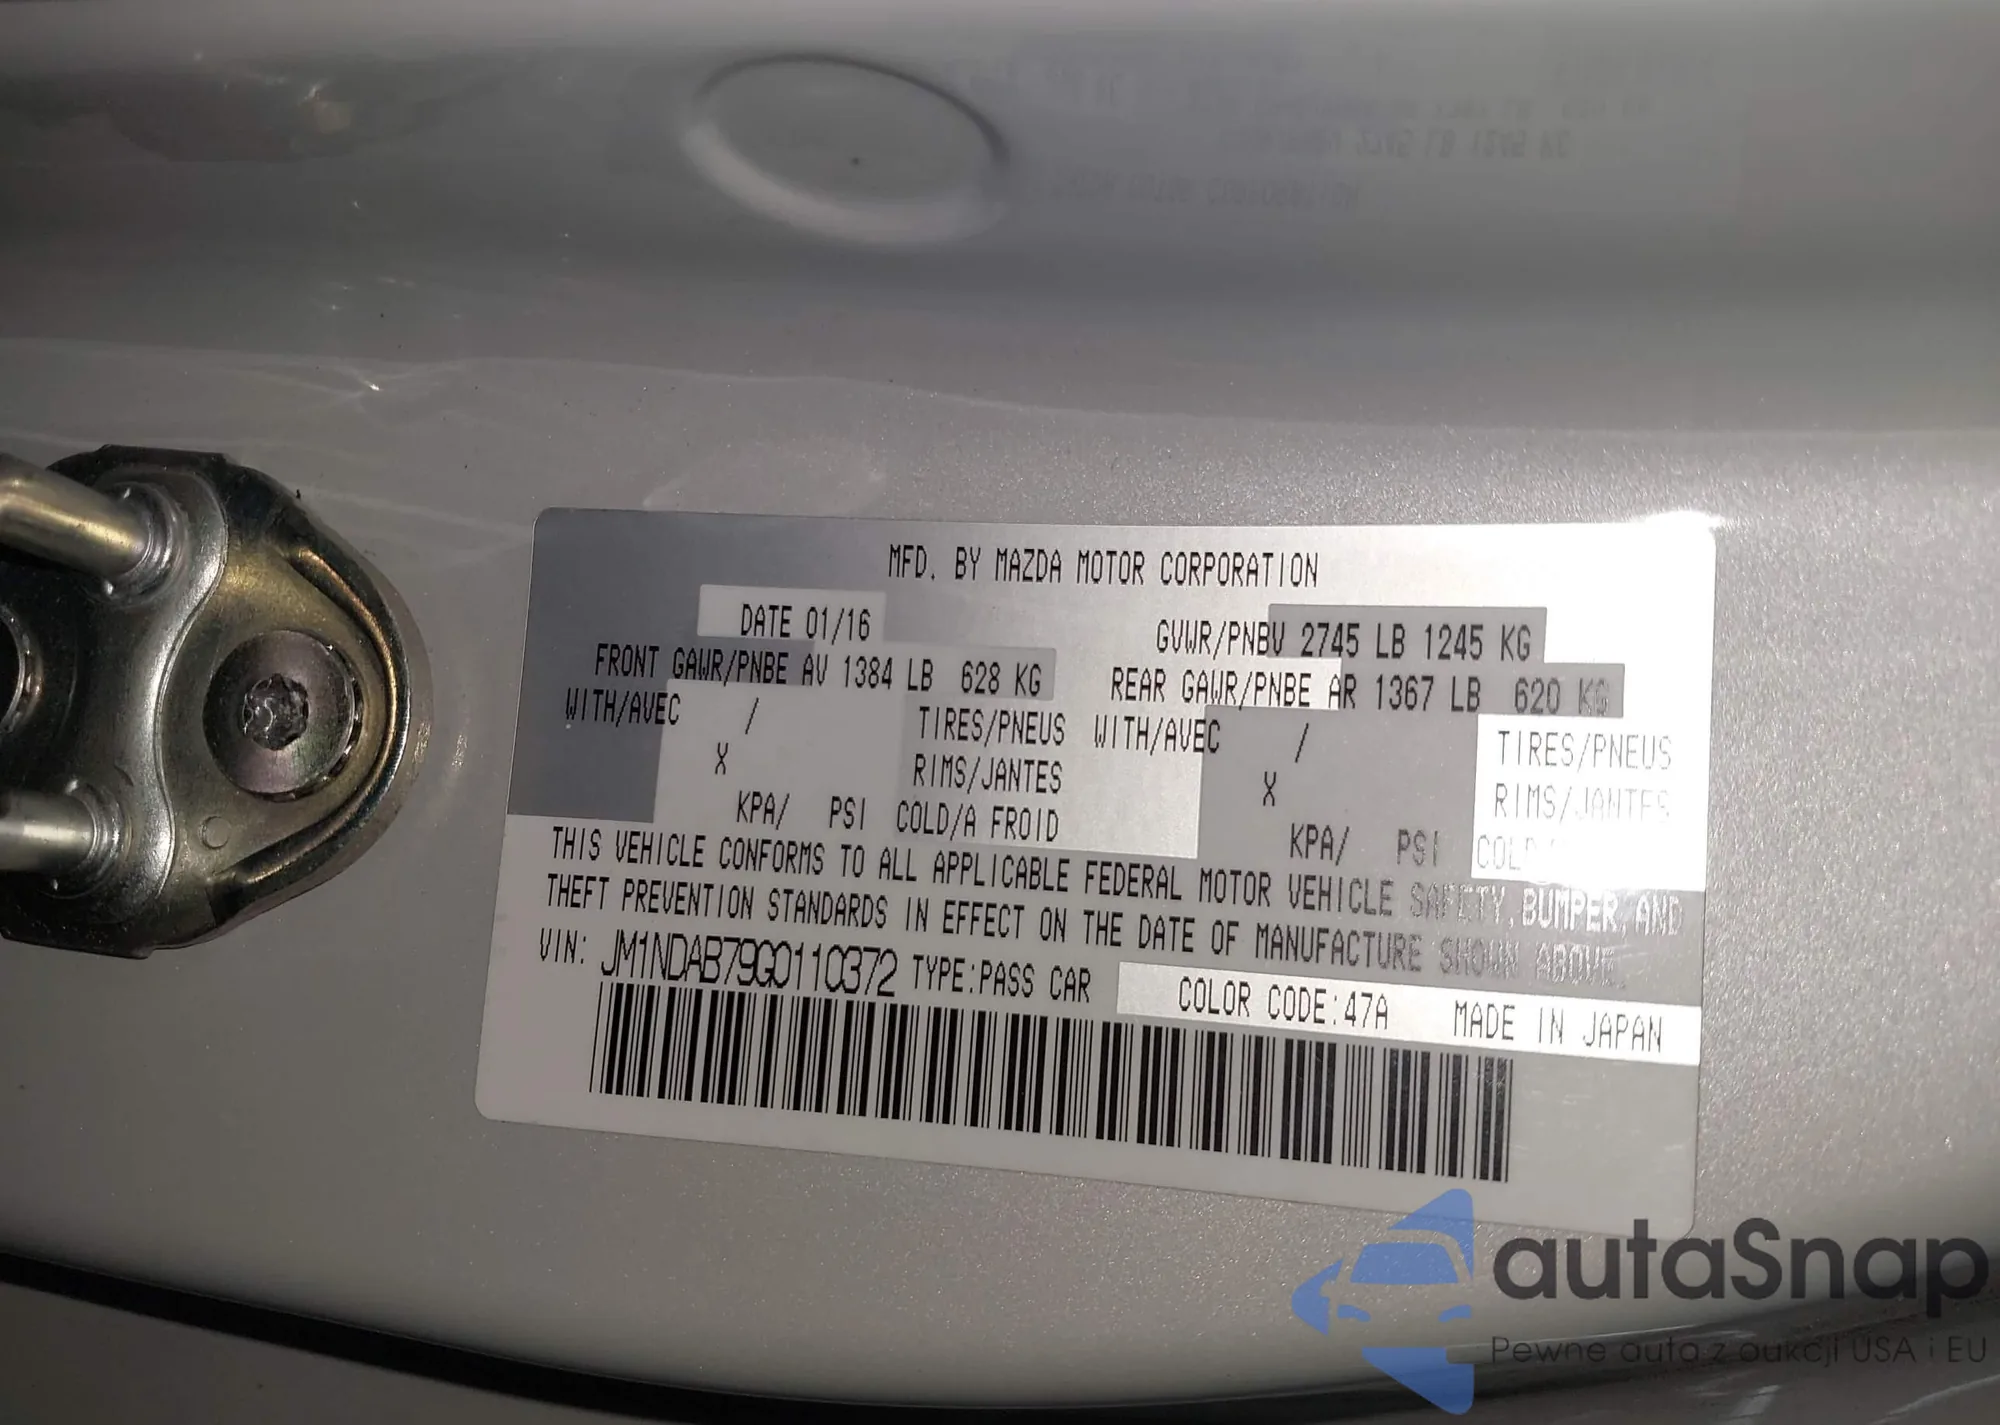 MFD. BY MAZDA MOTOR CORPORATION
DATE 01/16 GVWR/PNBV 2745 LB 1245 KG
FRONT GAWR/PNBE AV 1384 LB 628 KG REAR GAWR/PNBE AR 1367 LB 620 KG
WITH/AVEC / TIRES/PNEUS WITH/AVEC / TIRES/PNEUS
X RIMS/JANTES X RIMS/JANTES
KPA/ PSI COLD/A FROID KPA/ PSI COLD
THIS VEHICLE CONFORMS TO ALL APPLICABLE FEDERAL MOTOR VEHICLE SAFETY, BUMPER, AND
THEFT PREVENTION STANDARDS IN EFFECT ON THE DATE OF MANUFACTURE SHOWN ABOVE.
VIN: JM1NDAB79G0110372 TYPE:PASS CAR COLOR CODE:47A MADE IN JAPAN
autaSnap
Pewne auta z aukcji USA i EU